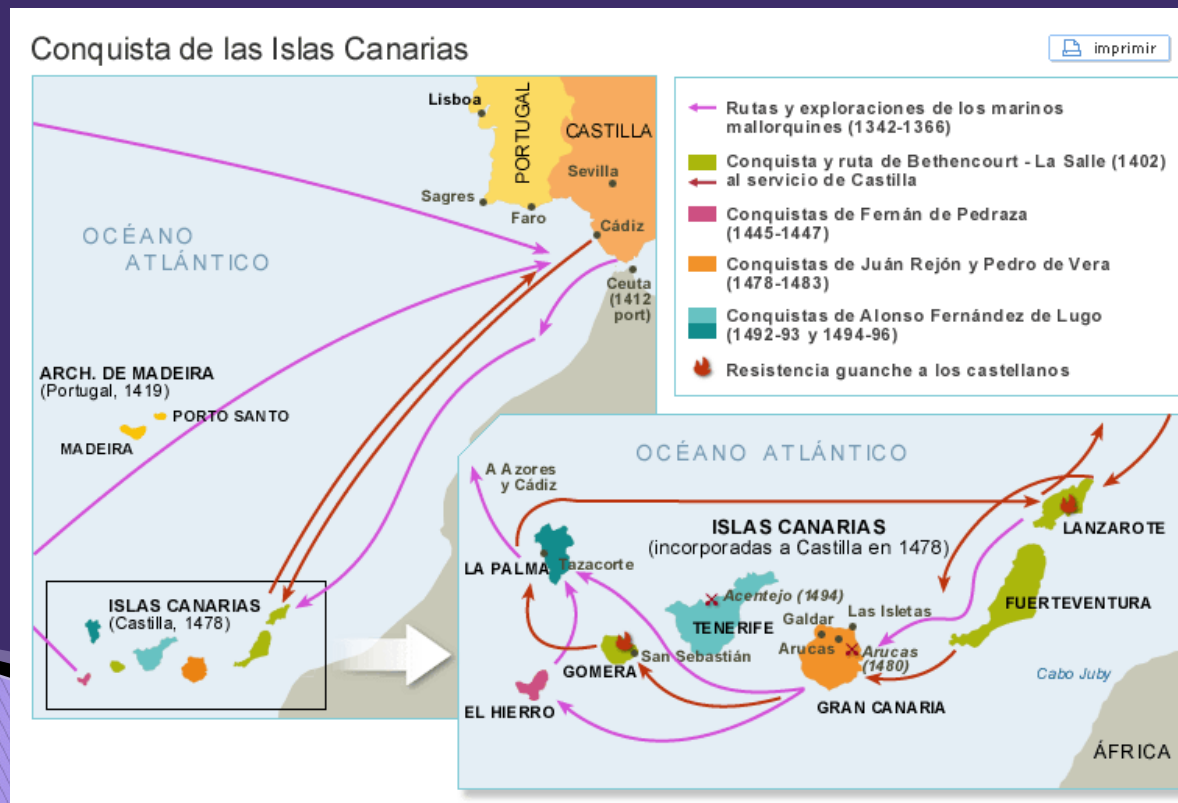 Conquista de las Islas Canarias
imprimir
Lisboa
PORTUGAL
CASTILLA
Sevilla
Sagres
Faro
Cádiz
OCÉANO
ATLÁNTICO
Ceuta
(1412
port)
ARCH. DE MADEIRA
(Portugal, 1419)
PORTO SANTO
MADEIRA
ISLAS CANARIAS
(Castilla, 1478)
Rutas y exploraciones de los marinos
mallorquines (1342-1366)
Conquista y ruta de Bethencourt - La Salle (1402)
al servicio de Castilla
Conquistas de Fernán de Pedraza
(1445-1447)
Conquistas de Juán Rejón y Pedro de Vera
(1478-1483)
Conquistas de Alonso Fernández de Lugo
(1492-93 y 1494-96)
Resistencia guanche a los castellanos
OCÉANO ATLÁNTICO
A Azores
y Cádiz
ISLAS CANARIAS
(incorporadas a Castilla en 1478)
LANZAROTE
LA PALMA
Tazacorte
Acentejo (1494)
TENERIFE
Galdar
Las Isletas
FUERTEVENTURA
Arucas
Arucas
(1480)
San Sebastián
GOMERA
Cabo Juby
EL HIERRO
GRAN CANARIA
ÁFRICA